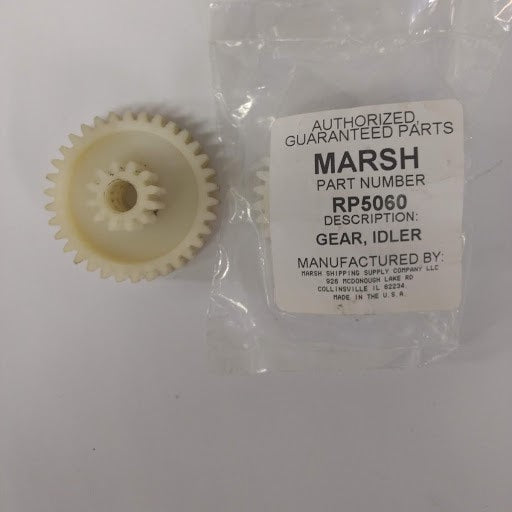 AUTHORIZED,
GUARANTEED PARTS
MARSH
PART NUMBER
RP5060
DESCRIPTION:
GEAR, IDLER
MANUFACTURED BY:
MARSH SHIPPING SUPPLY COMPANY LLC
926 MCDONOUGH LAKE RD
COLLINSVILLE IL 62234
MADE IN THE U.S.A.